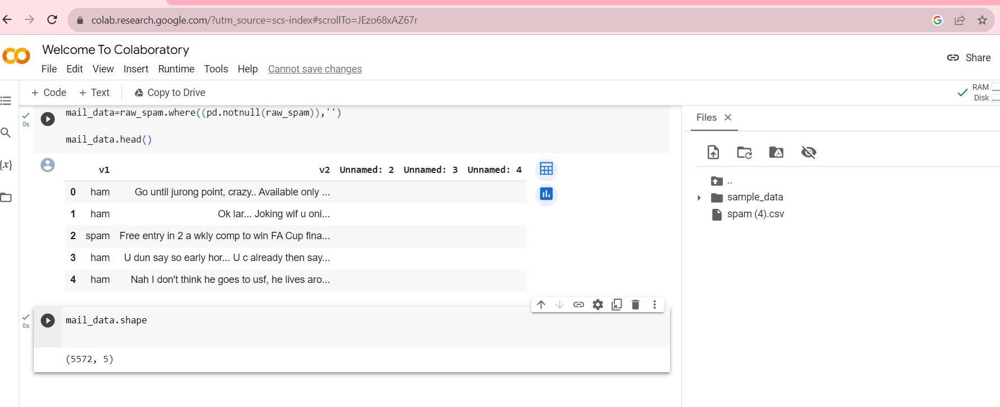 colab.research.google.com/?utm_source=scs-index#scrollTo=JEzo68xAZ67r
Welcome To Colaboratory
File Edit View Insert Runtime Tools Help Cannot save changes
Share
+ Code + Text Copy to Drive
RAM
Disk
mail_data=raw_spam.where((pd.notnull(raw_spam)),'')
0s
mail_data.head()
{x}
v1 v2 Unnamed: 2 Unnamed: 3 Unnamed: 4
0 ham Go until jurong point, crazy.. Available only ...
1 ham Ok lar... Joking wif u oni...
2 spam Free entry in 2 a wkly comp to win FA Cup fina...
3 ham U dun say so early hor... U c already then say...
4 ham Nah I don't think he goes to usf, he lives aro...
mail_data.shape
0s
(5572, 5)
Files
..
sample_data
spam (4).csv